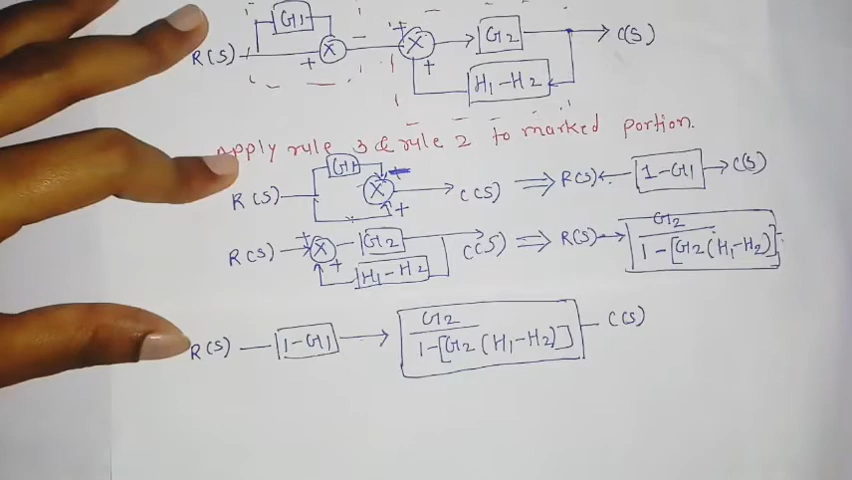 G1
R(S) + X - + X + G2 C(S)
H1-H2
Apply rule 3 & rule 2 to marked portion.
R(S) G1 X + + C(S) ⇒ R(S) 1-G1 C(S)
R(S) + X + G2 C(S) ⇒ R(S) G2
H1-H2 1-[G2(H1-H2)]
R(S) 1-G1 G2 C(S)
1-[G2(H1-H2)]